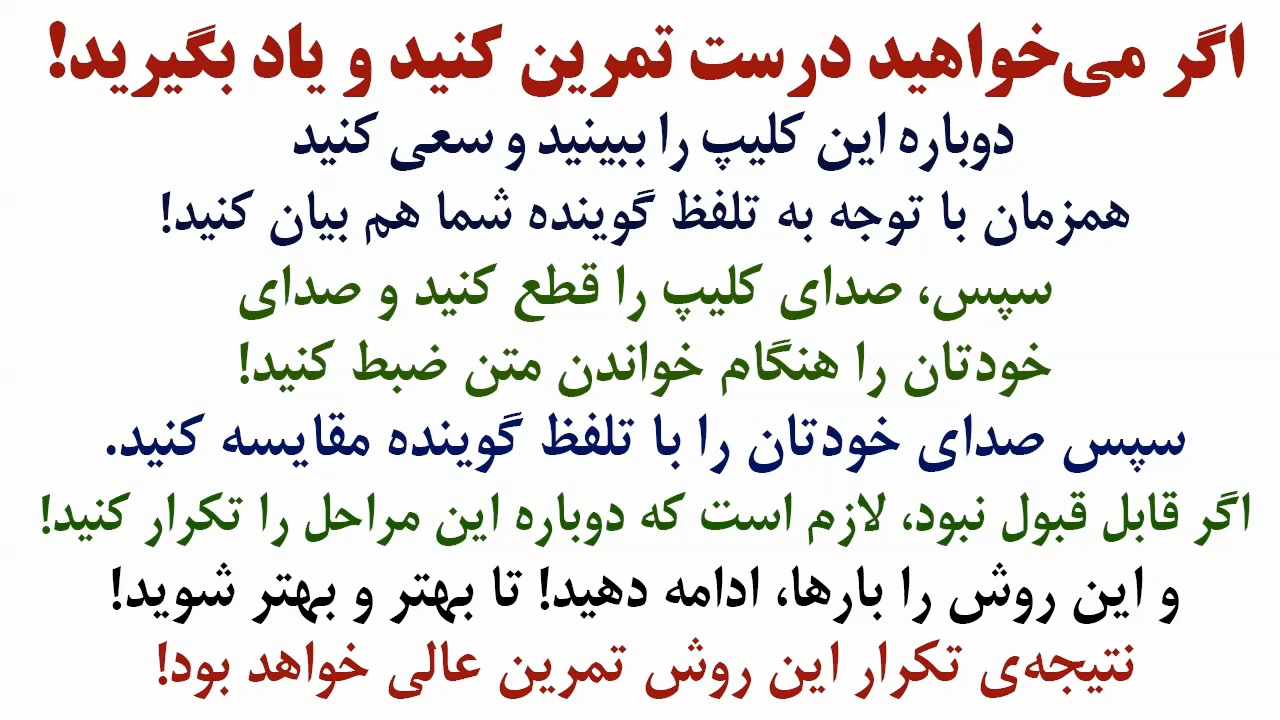 اگر می‌خواهید درست تمرین کنید و یاد بگیرید!
دوباره این کلیپ را ببینید و سعی کنید
همزمان با توجه به تلفظ گوینده شما هم بیان کنید!
سپس، صدای کلیپ را قطع کنید و صدای
خودتان را هنگام خواندن متن ضبط کنید!
سپس صدای خودتان را با تلفظ گوینده مقایسه کنید.
اگر قابل قبول نبود، لازم است که دوباره این مراحل را تکرار کنید!
و این روش را بارها، ادامه دهید! تا بهتر و بهتر شوید!
نتیجه‌ی تکرار این روش تمرین عالی خواهد بود!